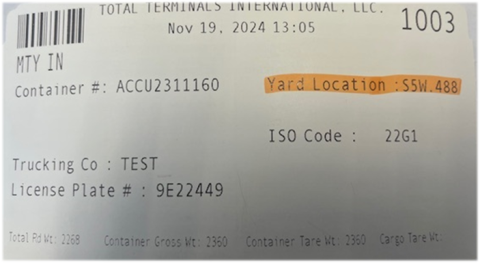 TOTAL TERMINALS INTERNATIONAL, LLC.
1003
Nov 19, 2024 13:05
MTY IN
Container #: ACCU2311160
Yard Location :S5W.488
ISO Code : 22G1
Trucking Co : TEST
License Plate # : 9E22449
Total Rd Wt: 2268 Container Gross Wt: 2360 Container Tare Wt: 2360 Cargo Tare Wt: